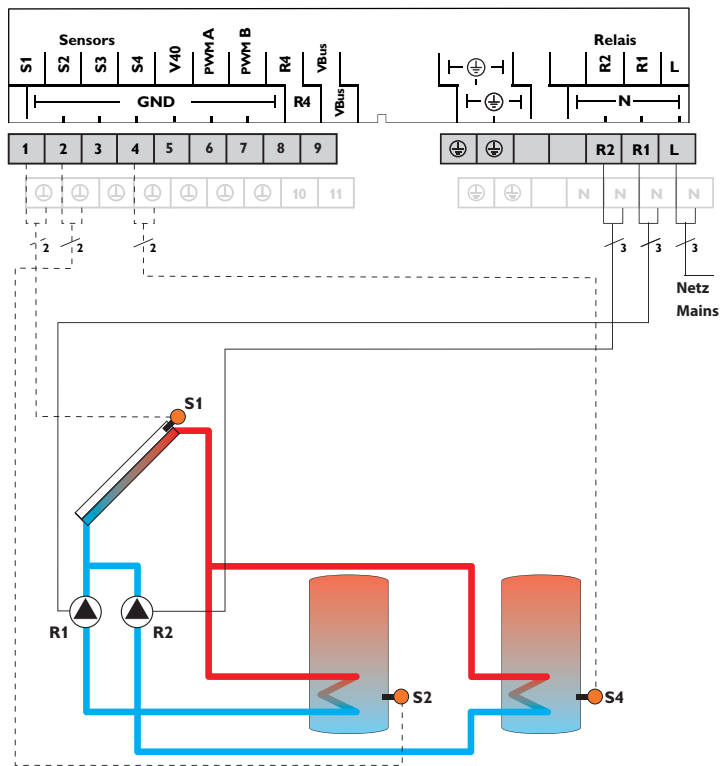 Sensors
Relais
S1 S2 S3 S4 V40 PWM A PWM B R4 VBus
R2 R1 L
GND R4 VBus
N
1 2 3 4 5 6 7 8 9
R2 R1 L
10 11
N N N
2 2 2
3 3 3
Netz
Mains
S1
R1 R2
S2 S4